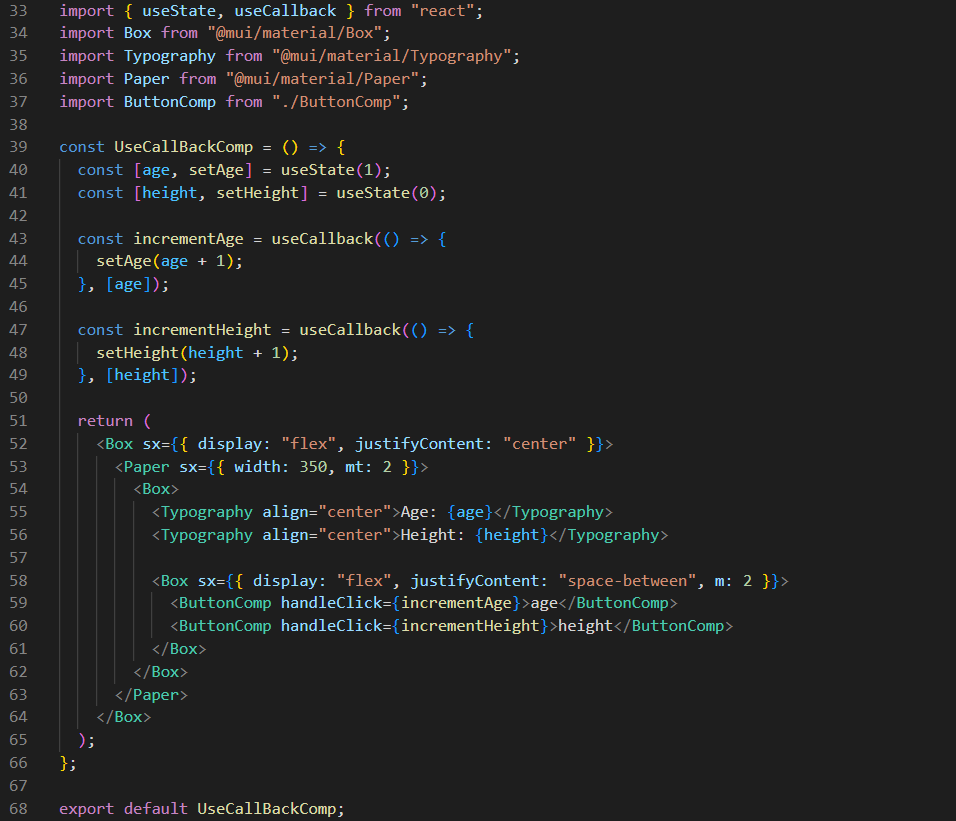 33 import { useState, useCallback } from "react";
34 import Box from "@mui/material/Box";
35 import Typography from "@mui/material/Typography";
36 import Paper from "@mui/material/Paper";
37 import ButtonComp from "./ButtonComp";
38
39 const UseCallBackComp = () => {
40   const [age, setAge] = useState(1);
41   const [height, setHeight] = useState(0);
42
43   const incrementAge = useCallback(() => {
44     setAge(age + 1);
45   }, [age]);
46
47   const incrementHeight = useCallback(() => {
48     setHeight(height + 1);
49   }, [height]);
50
51   return (
52     <Box sx={{ display: "flex", justifyContent: "center" }}>
53       <Paper sx={{ width: 350, mt: 2 }}>
54         <Box>
55           <Typography align="center">Age: {age}</Typography>
56           <Typography align="center">Height: {height}</Typography>
57
58           <Box sx={{ display: "flex", justifyContent: "space-between", m: 2 }}>
59             <ButtonComp handleClick={incrementAge}>age</ButtonComp>
60             <ButtonComp handleClick={incrementHeight}>height</ButtonComp>
61           </Box>
62         </Box>
63       </Paper>
64     </Box>
65   );
66 };
67
68 export default UseCallBackComp;